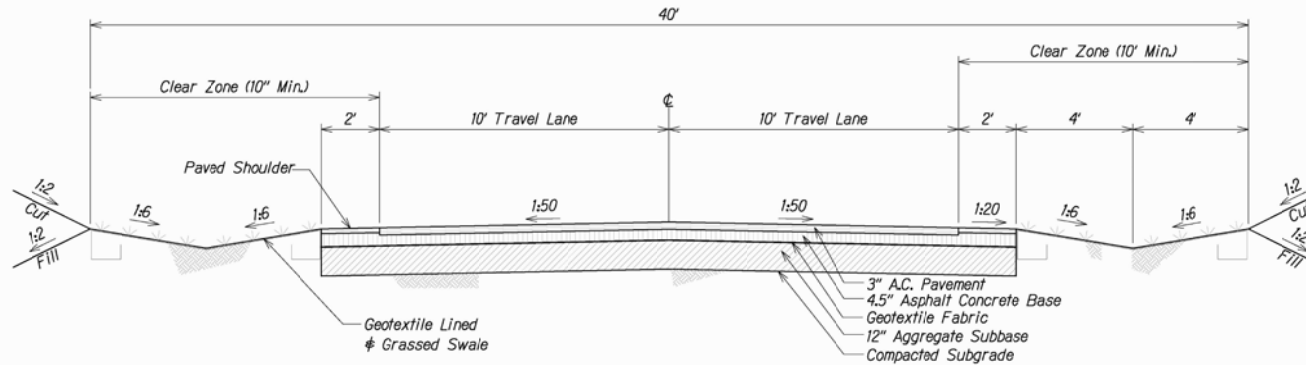 40'
Clear Zone (10' Min.)
Clear Zone (10" Min.)
℄
2'
10' Travel Lane
10' Travel Lane
2'
4'
4'
Paved Shoulder
1:2
Cut
1:2
Fill
1:6
1:6
1:50
1:50
1:20
1:6
1:6
1:2
Cut
1:2
Fill
3" A.C. Pavement
4.5" Asphalt Concrete Base
Geotextile Fabric
12" Aggregate Subbase
Compacted Subgrade
Geotextile Lined
& Grassed Swale